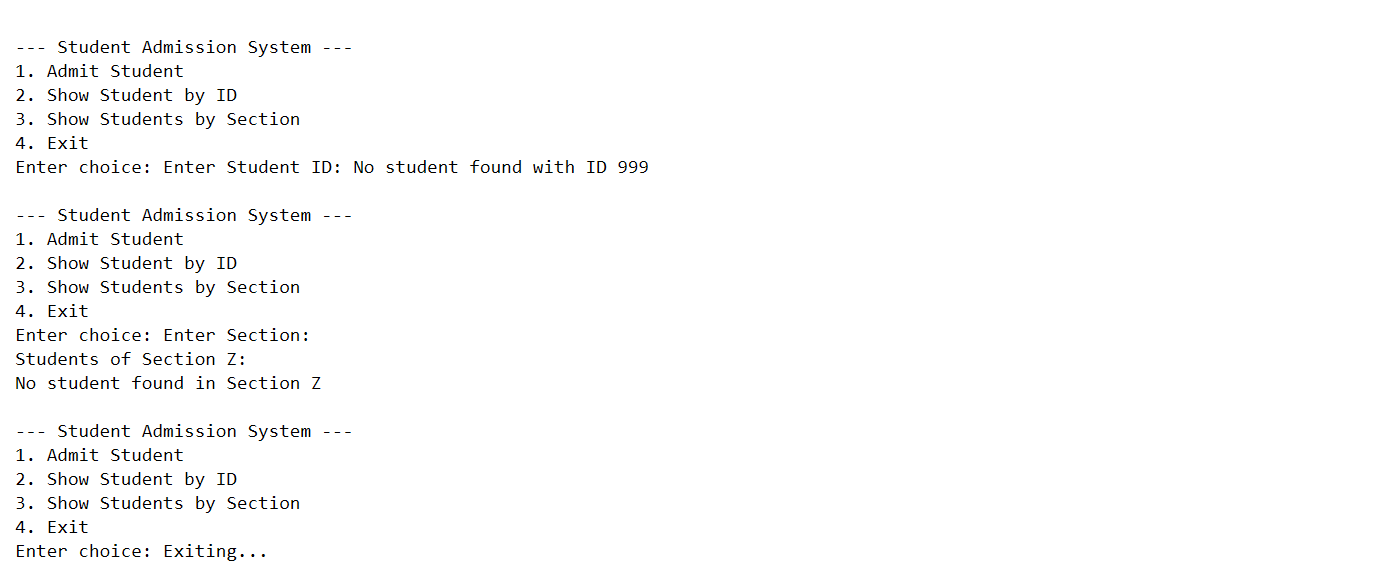 --- Student Admission System ---
1. Admit Student
2. Show Student by ID
3. Show Students by Section
4. Exit
Enter choice: Enter Student ID: No student found with ID 999
--- Student Admission System ---
1. Admit Student
2. Show Student by ID
3. Show Students by Section
4. Exit
Enter choice: Enter Section:
Students of Section Z:
No student found in Section Z
--- Student Admission System ---
1. Admit Student
2. Show Student by ID
3. Show Students by Section
4. Exit
Enter choice: Exiting...